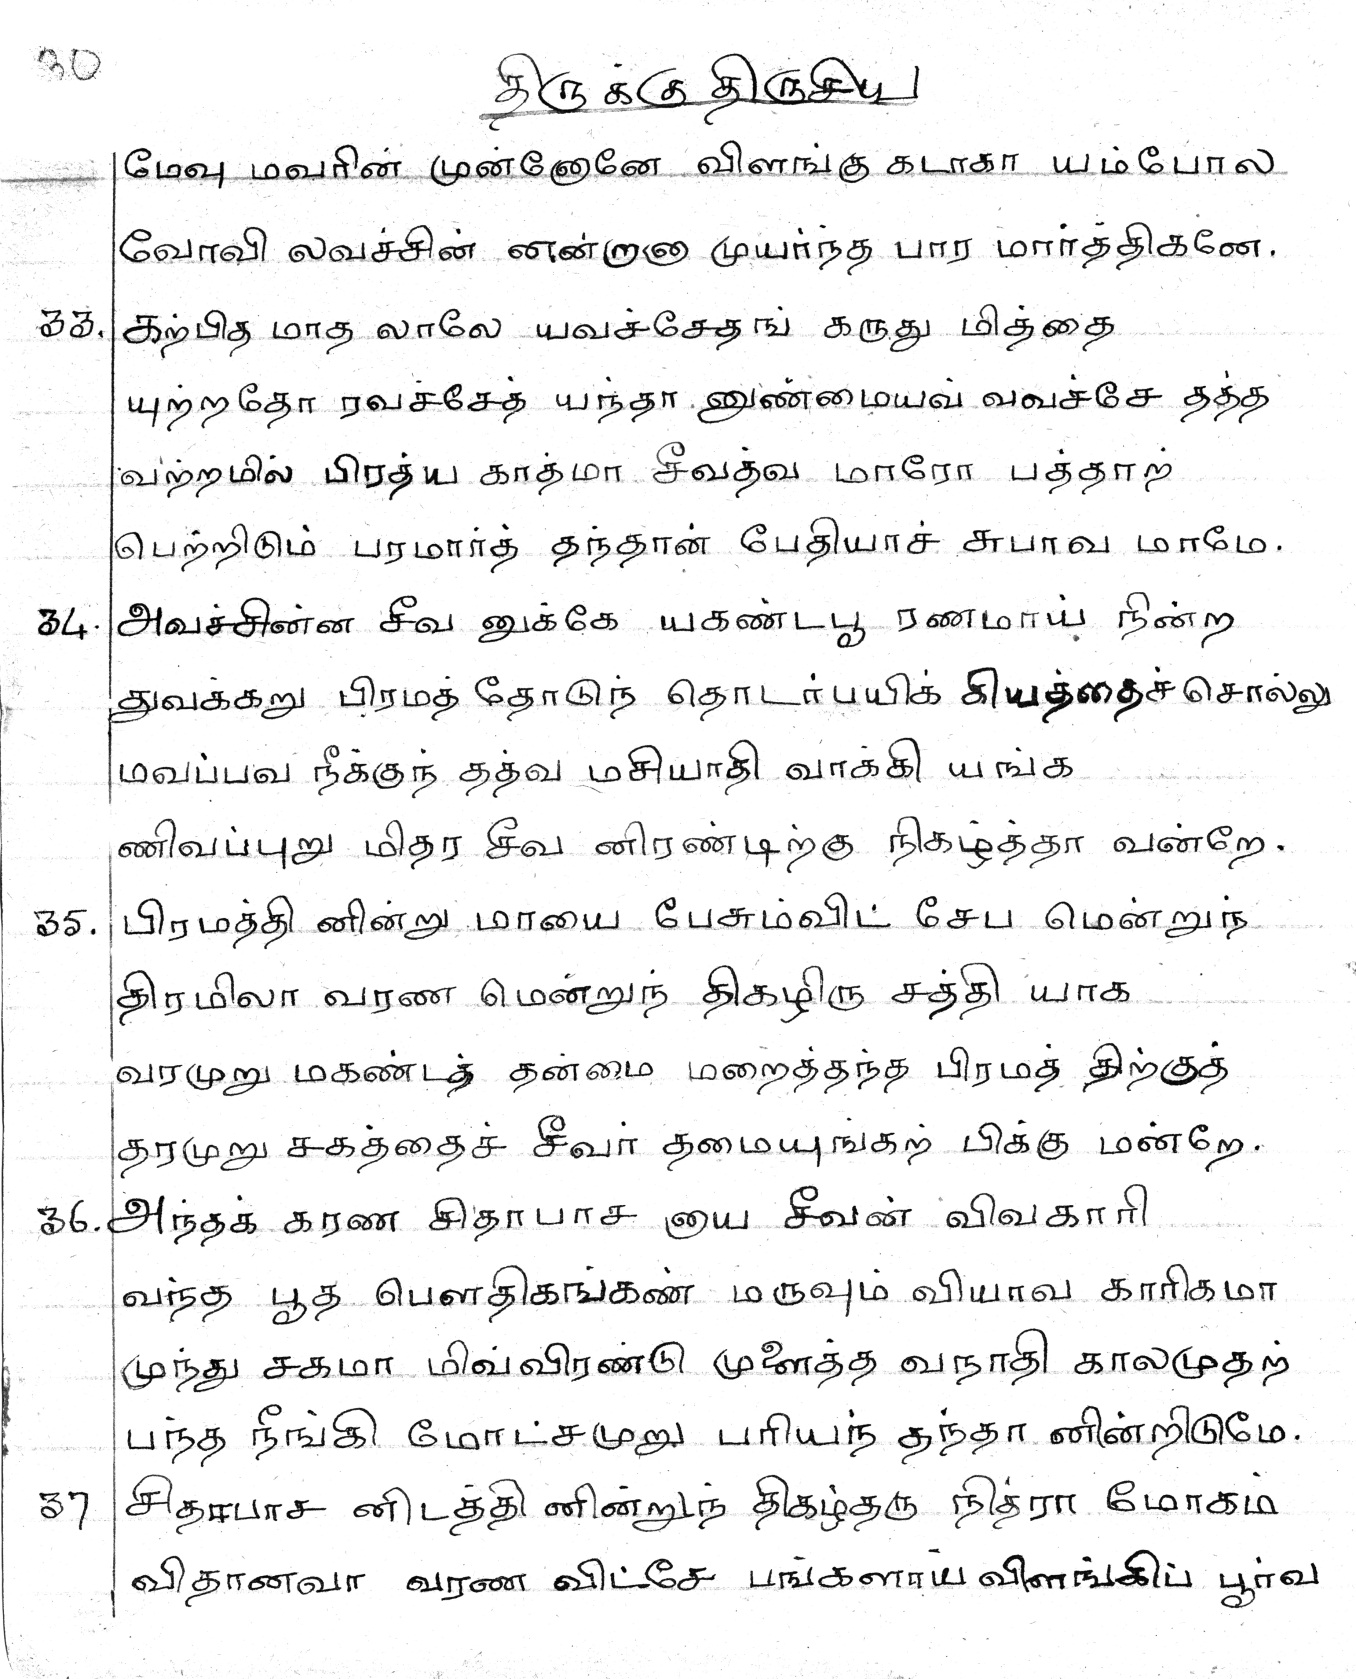 30
திருக்கு திருசிய
மேவு மவரின் முன்னோனே விளங்கு கடாகா யம்போல
வோவி லவச்சின் னன்றானு முயர்ந்த பார மார்த்திகனே.
33. கற்பித மாத லாலே யவச்சேதங் கருது மித்தை
யுற்றதோ ரவச்சேத் யந்தா னுண்மையவ் வவச்சே தத்த
வற்றமில் பிரத்ய காத்மா சீவத்வ மாரோ பத்தாற்
பெற்றிடும் பரமார்த் தந்தான் பேதியாச் சுபாவ மாமே.
34. அவச்சின்ன சீவ னுக்கே யகண்டபூ ரணமாய் நின்ற
துவக்கறு பிரமத் தோடுந் தொடர்பயிக் கியத்தைச் சொல்லு
மவப்பவ நீக்குந் தத்வ மசியாதி வாக்கி யங்க
ணிவப்புறு மிதர சீவ னிரண்டிற்கு நிகழ்த்தா வன்றே.
35. பிரமத்தி னின்று மாயை பேசும்விட் சேப மென்றுந்
திரமிலா வரண மென்றுந் திகழிரு சத்தி யாக
வரமுறு மகண்டத் தன்மை மறைத்தந்த பிரமத் திற்குத்
தரமுறு சகத்தைச் சீவர் தமையுங்கற் பிக்கு மன்றே.
36. அந்தக் கரண சிதாபாச னுயை சீவன் விவகாரி
வந்த பூத பௌதிகங்கண் மருவும் வியாவ காரிகமா
முந்து சகமா மிவ்விரண்டு முளைத்த வநாதி காலமுதற்
பந்த நீங்கி மோட்சமுறு பரியந் தந்தா னின்றிடுமே.
37 சிதாபாச னிடத்தி னின்றுந் திகழ்தரு நித்ரா மோகம்
விதானவா வரண விட்சே பங்களாய் விளங்கிப் பூர்வ